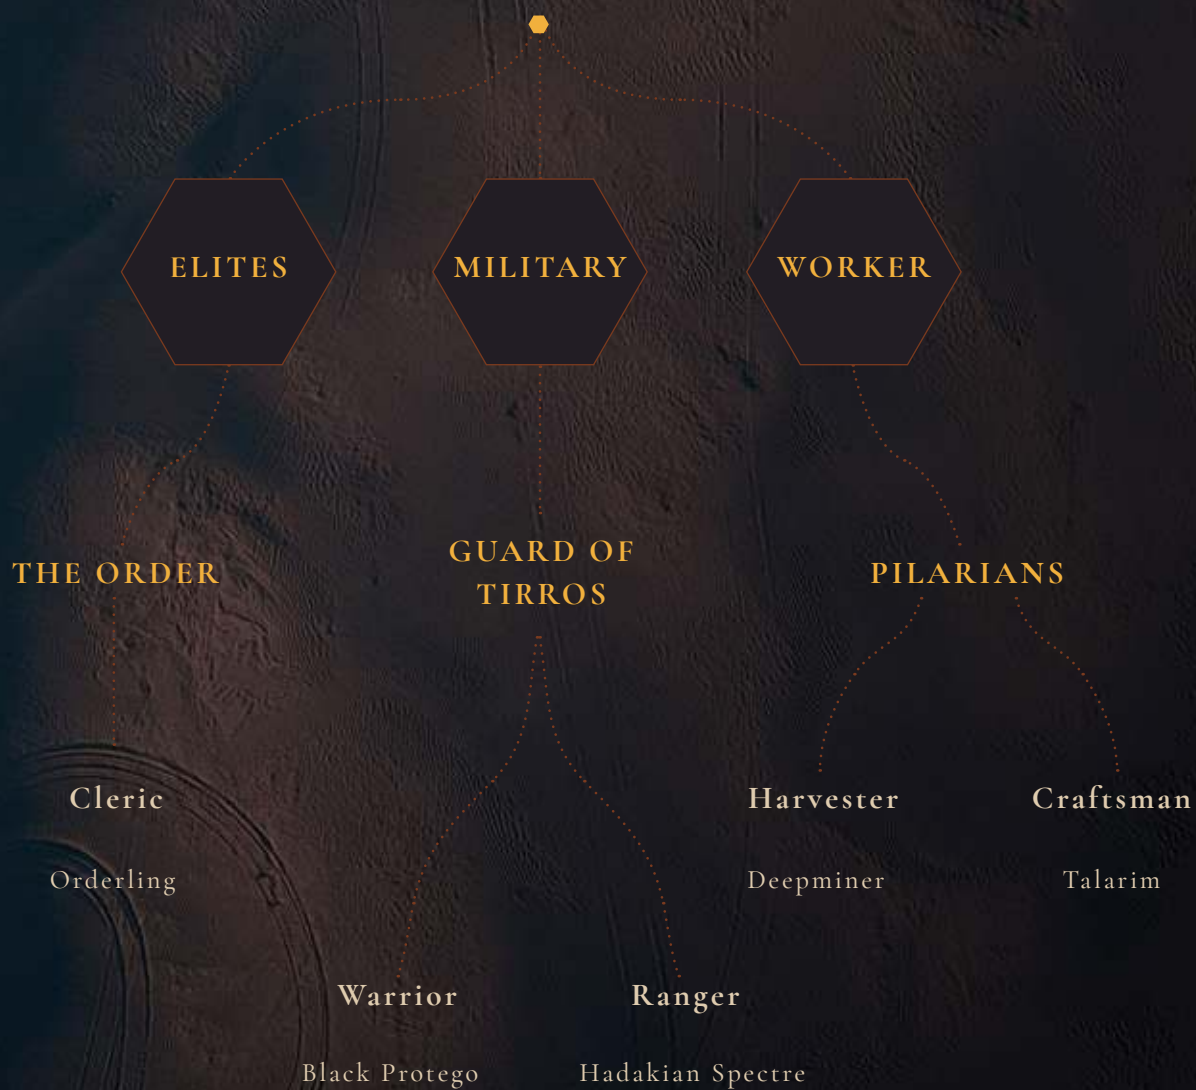 ELITES
MILITARY
WORKER
THE ORDER
GUARD OF
TIRROS
PILARIANS
Cleric
Orderling
Harvester
Deepminer
Craftsman
Talarim
Warrior
Black Protego
Ranger
Hadakian Spectre